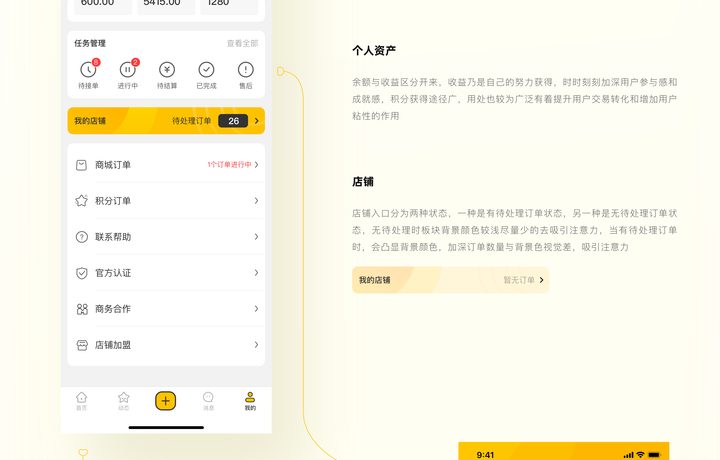 600.00 5415.00 1280
任务管理 查看全部
6 2
待接单 进行中 待结算 已完成 售后
我的店铺 待处理订单 26
商城订单 1个订单进行中
积分订单
联系帮助
官方认证
商务合作
店铺加盟
首页 动态 消息 我的
个人资产
余额与收益区分开来，收益乃是自己的努力获得，时时刻刻加深用户参与感和
成就感，积分获得途径广，用处也较为广泛有着提升用户交易转化和增加用户
粘性的作用
店铺
店铺入口分为两种状态，一种是有待处理订单状态，另一种是无待处理订单状
态，无待处理时板块背景颜色较浅尽量少的去吸引注意力，当有待处理订单
时，会凸显背景颜色，加深订单数量与背景色视觉差，吸引注意力
我的店铺 暂无订单
9:41